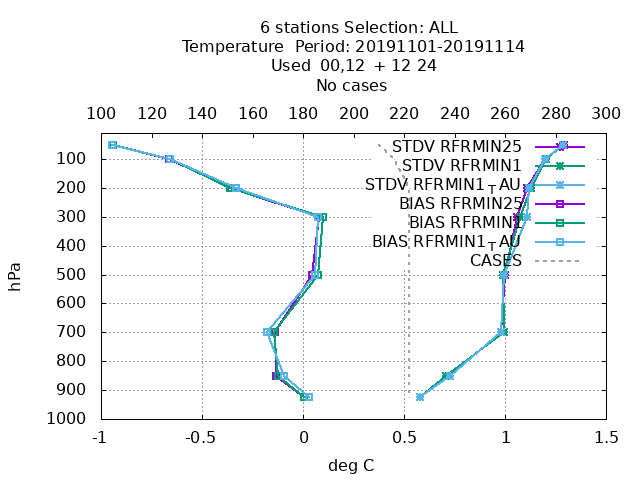 6 stations Selection: ALL
Temperature Period: 20191101-20191114
Used 00,12 + 12 24
No cases
100 120 140 160 180 200 220 240 260 280 300
STDV RFRMIN25
STDV RFRMIN1
STDV RFRMIN1_TAU
BIAS RFRMIN25
BIAS RFRMIN1
BIAS RFRMIN1_TAU
CASES
hPa
100
200
300
400
500
600
700
800
900
1000
-1 -0.5 0 0.5 1 1.5
deg C